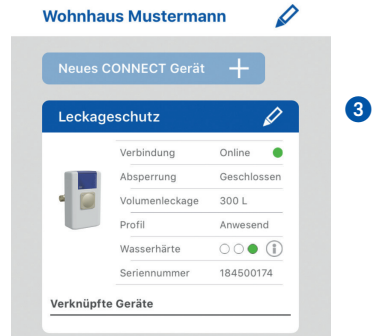 Wohnhaus Mustermann
Neues CONNECT Gerät
3
Leckageschutz
Verbindung Online
Absperrung Geschlossen
Volumenleckage 300 L
Profil Anwesend
Wasserhärte i
Seriennummer 184500174
Verknüpfte Geräte